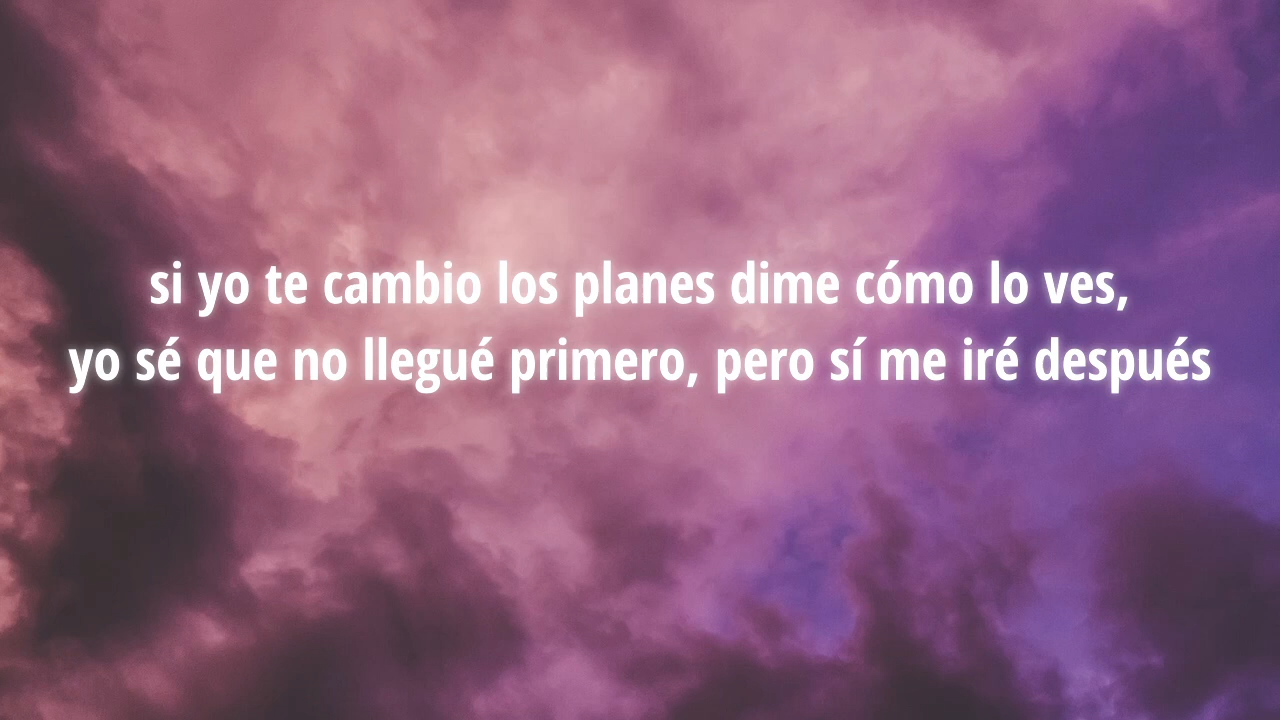 si yo te cambio los planes dime cómo lo ves,
yo sé que no llegué primero, pero sí me iré después